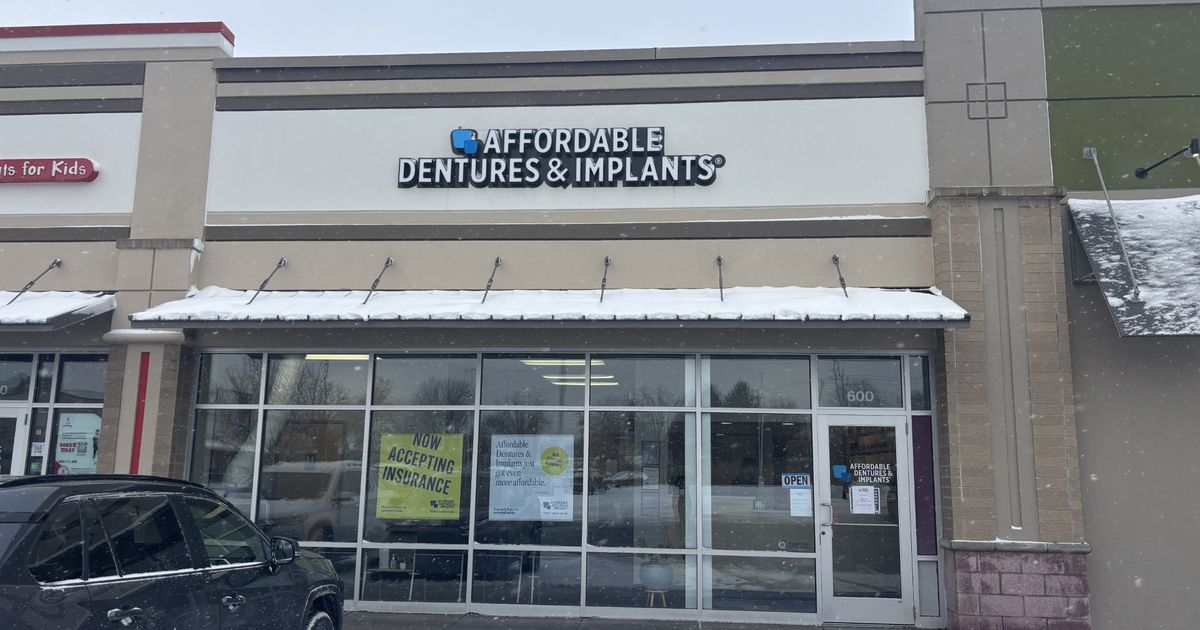 AFFORDABLE
DENTURES & IMPLANTS®
ts for Kids
600
NOW
ACCEPTING
INSURANCE
Affordable
Dentures &
Implants just
got even
more affordable.
OPEN
AFFORDABLE
DENTURES
& IMPLANTS